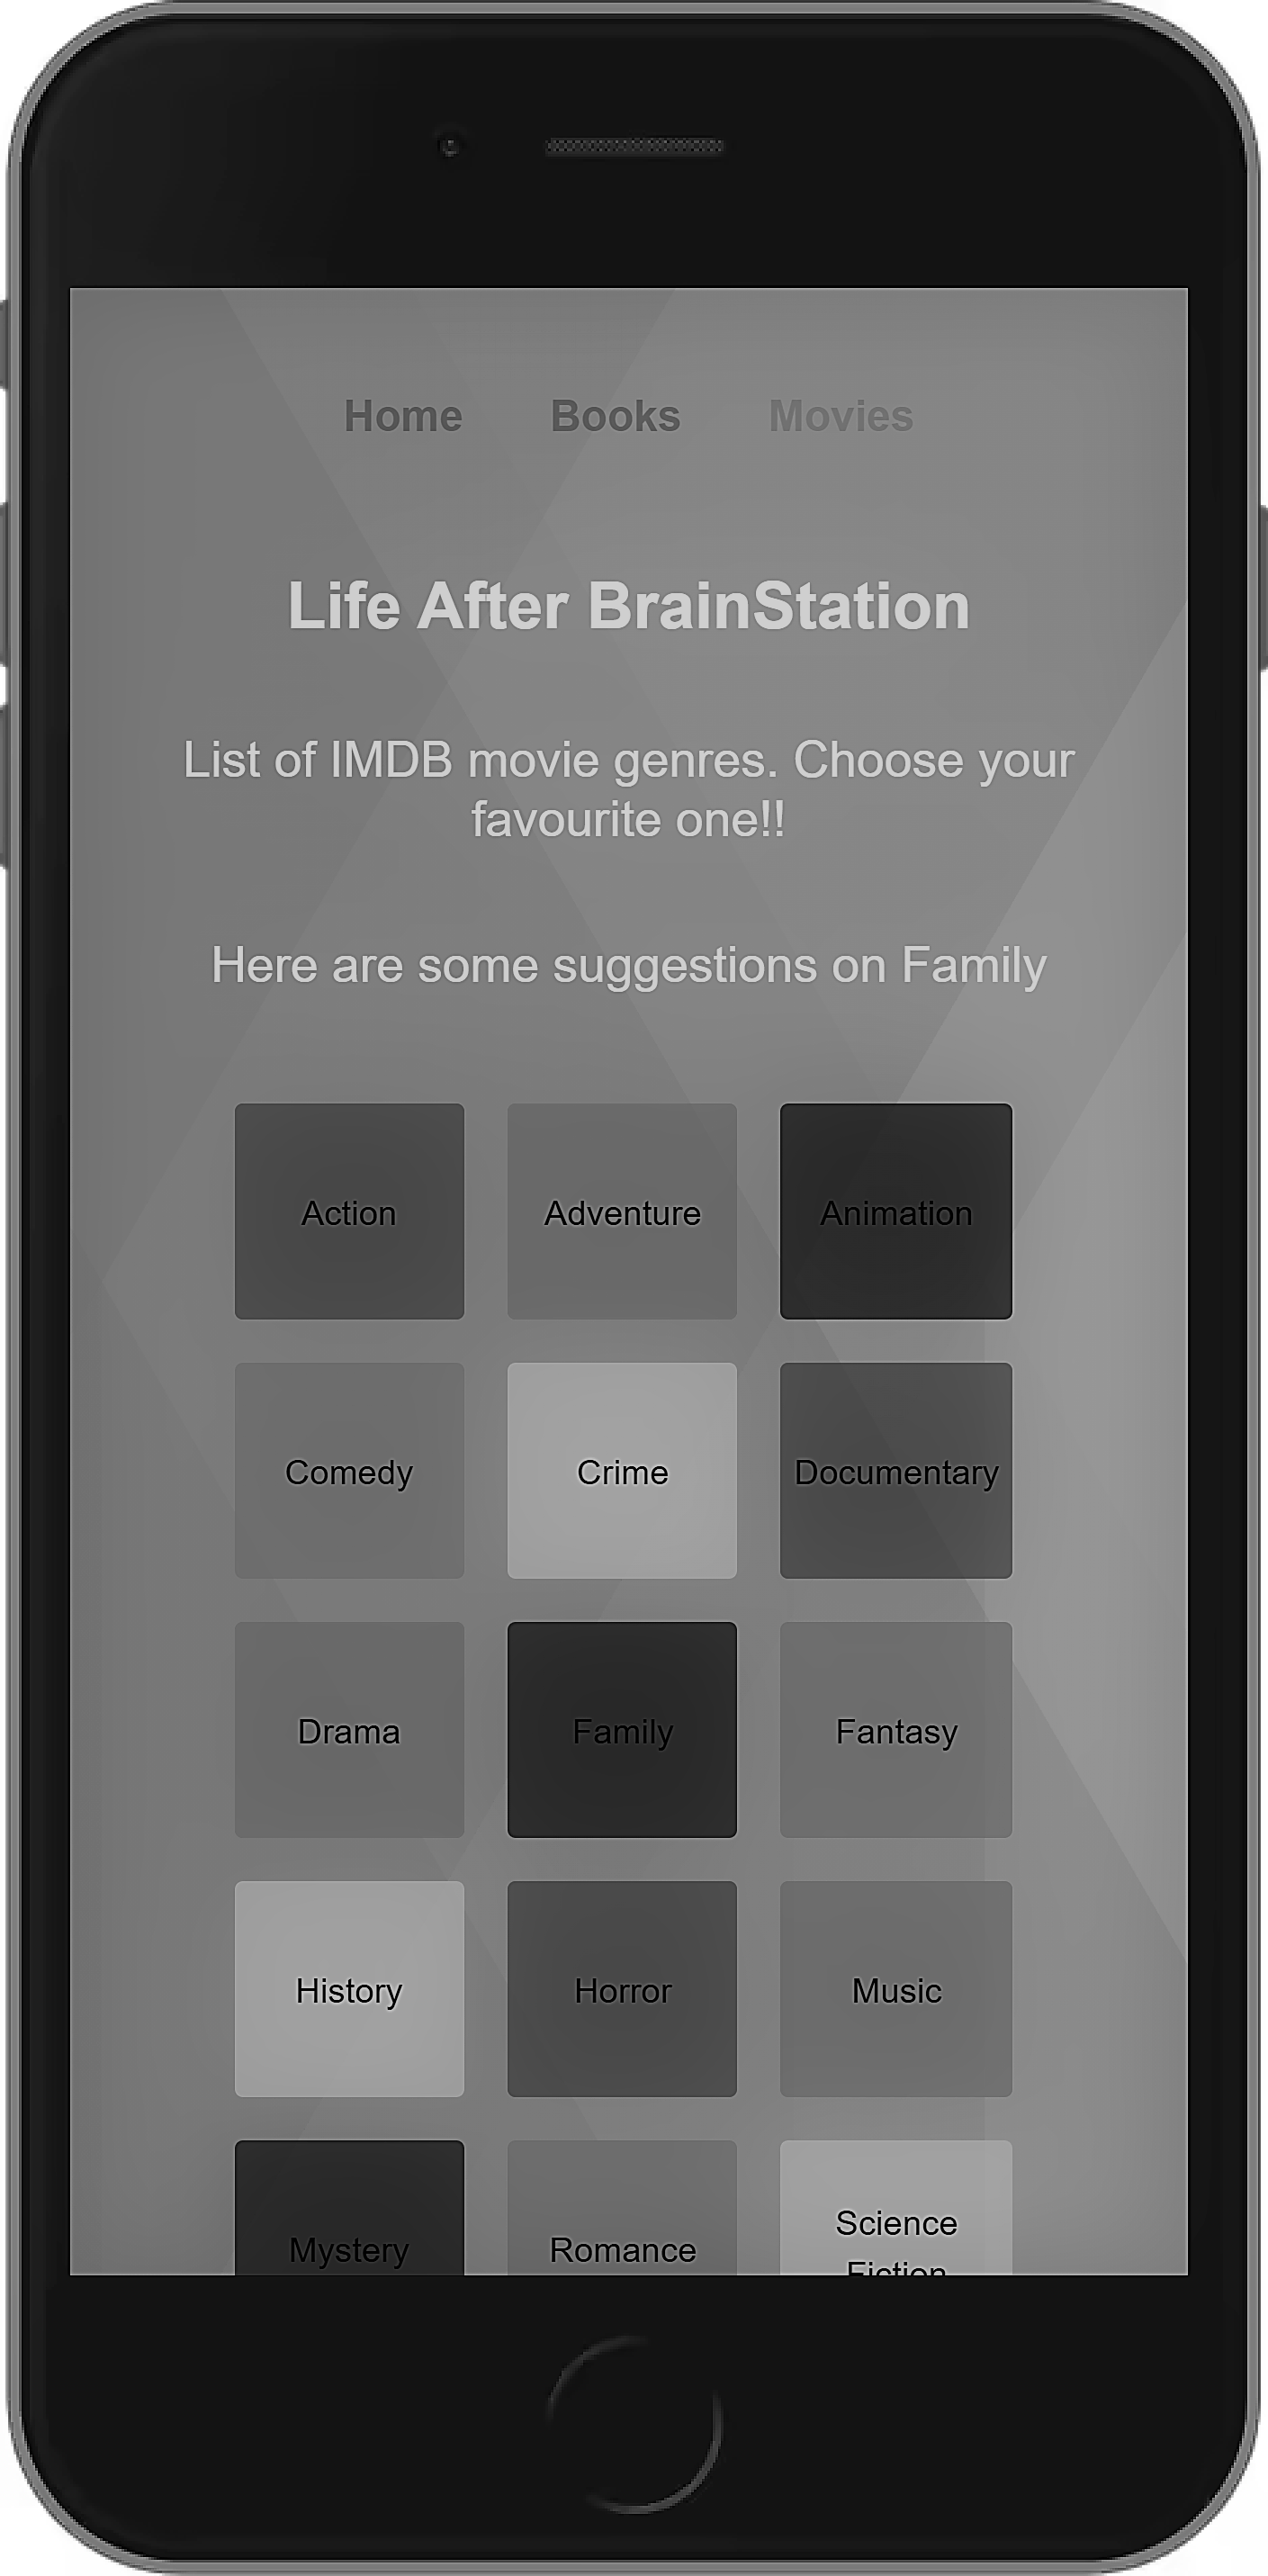 Home Books Movies
Life After BrainStation
List of IMDB movie genres. Choose your
favourite one!!
Here are some suggestions on Family
Action Adventure Animation
Comedy Crime Documentary
Drama Family Fantasy
History Horror Music
Mystery Romance Science
Fiction